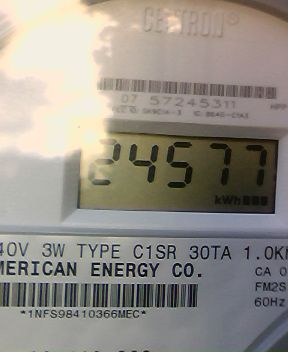 CENTRON®
07 57245311
24577
kWh
40V 3W TYPE C1SR 30TA 1.0K
MERICAN ENERGY CO.
CA 0
FM2S
60Hz
*1NFS98410366MEC*